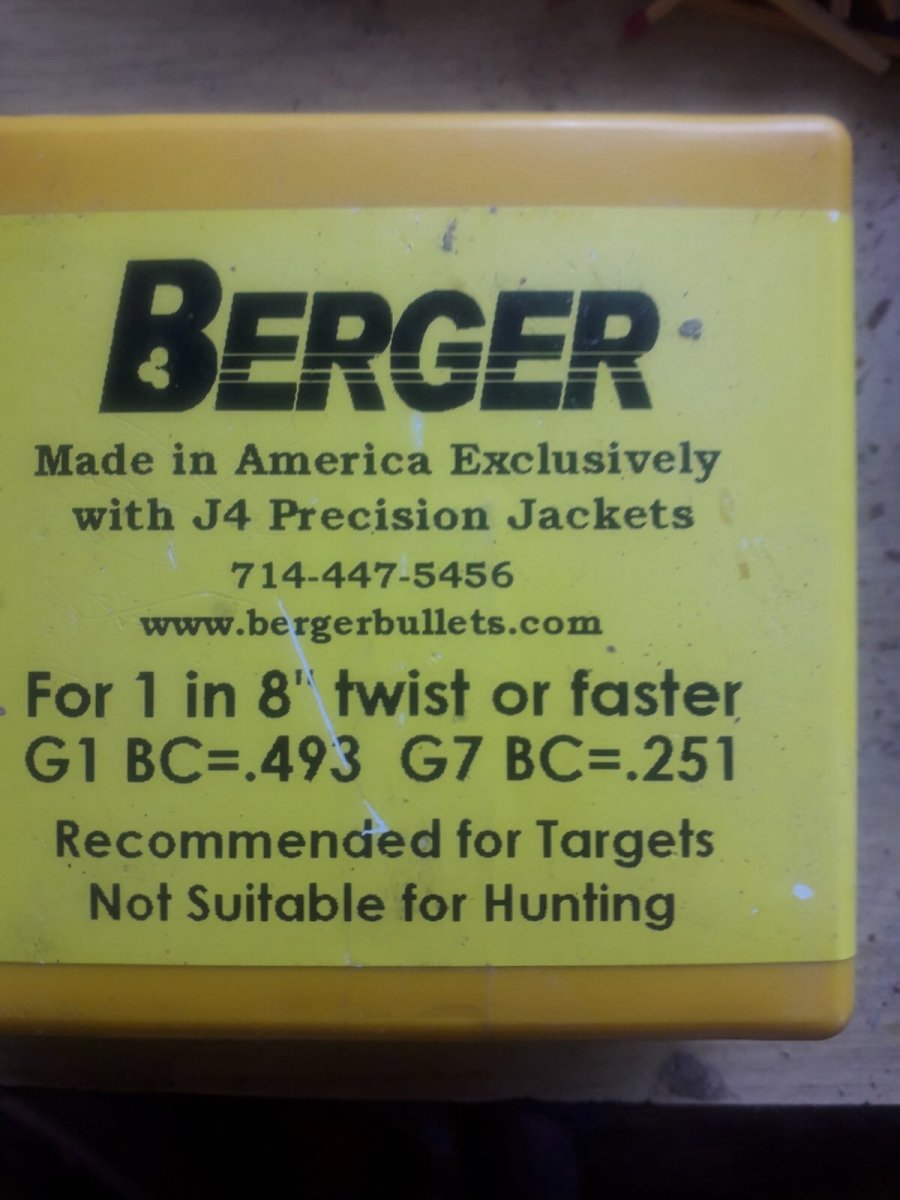 BERGER
Made in America Exclusively
with J4 Precision Jackets
714-447-5456
www.bergerbullets.com
For 1 in 8" twist or faster
G1 BC=.493 G7 BC=.251
Recommended for Targets
Not Suitable for Hunting